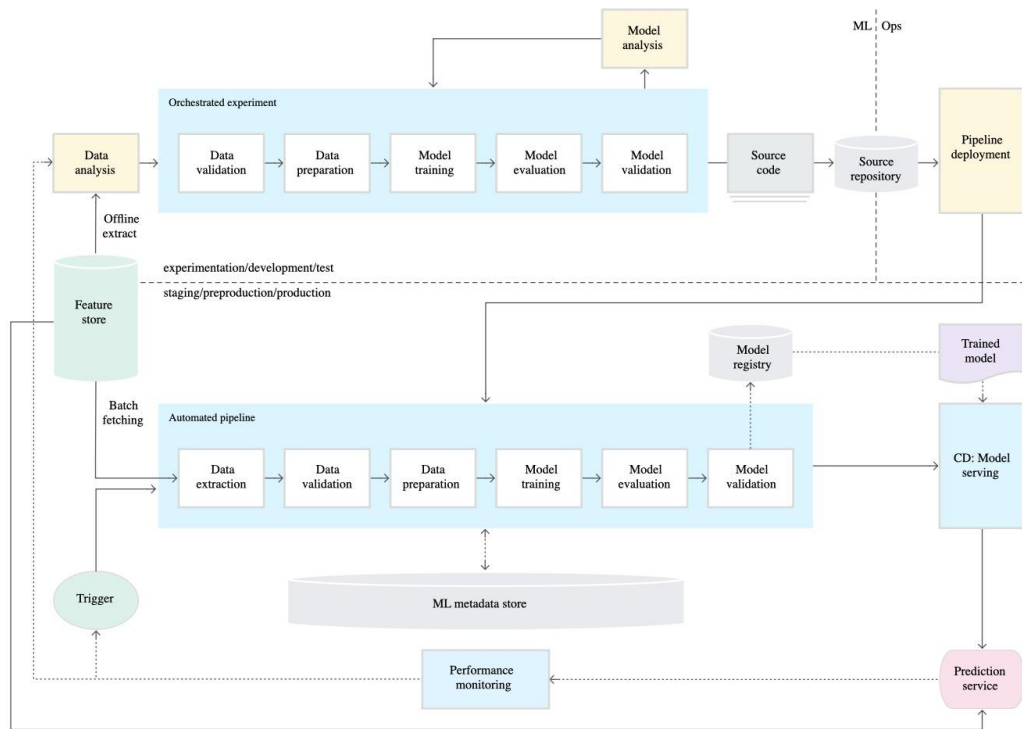 Model
analysis
ML
Ops
Orchestrated experiment
Data
analysis
Data
validation
Data
preparation
Model
training
Model
evaluation
Model
validation
Source
code
Source
repository
Pipeline
deployment
Offline
extract
experimentation/development/test
staging/preproduction/production
Feature
store
Model
registry
Trained
model
Batch
fetching
Automated pipeline
Data
extraction
Data
validation
Data
preparation
Model
training
Model
evaluation
Model
validation
CD: Model
serving
Trigger
ML metadata store
Performance
monitoring
Prediction
service